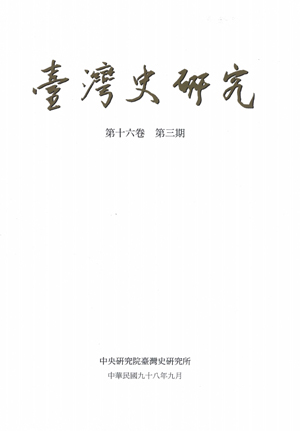 臺灣史研究
第十六卷　第三期
中央研究院臺灣史研究所
中華民國九十八年九月